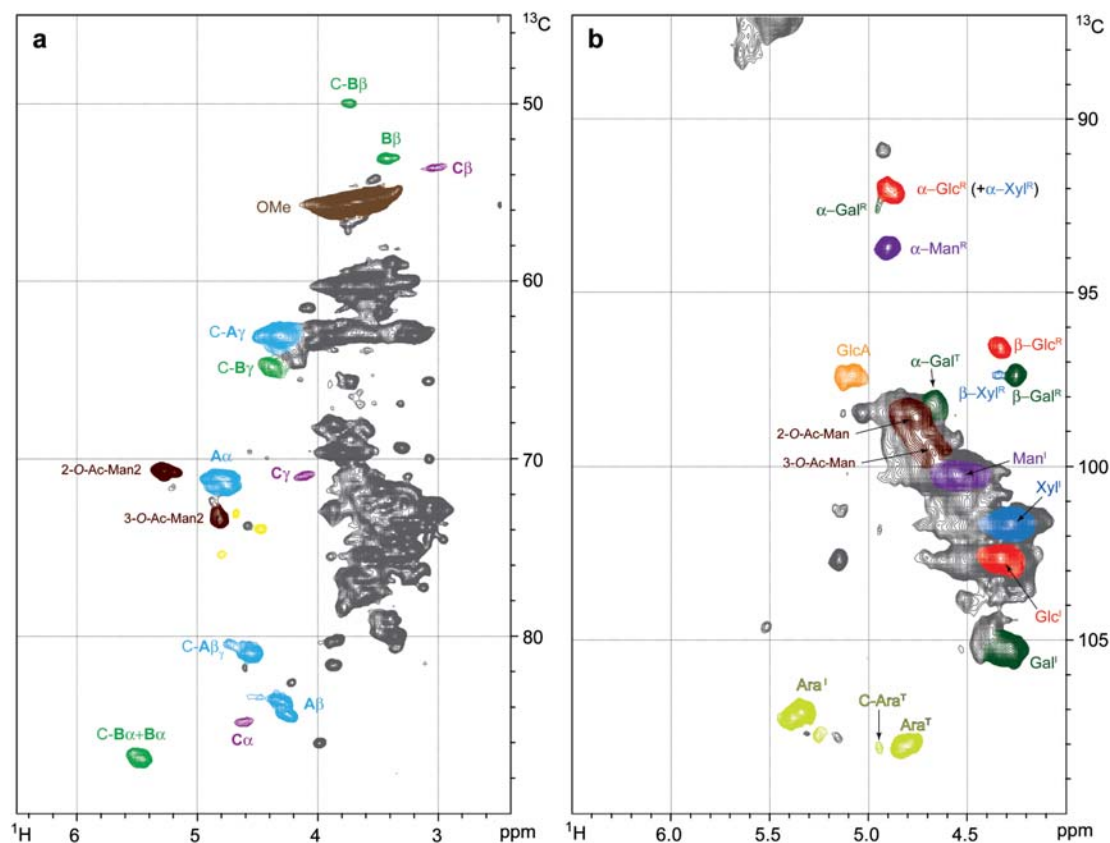 a
C-Bβ
50
Bβ
Cβ
OMe
60
C-Aγ
C-Bγ
2-O-Ac-Man2
Aα
70
Cγ
3-O-Ac-Man2
C-Aβγ
80
Aβ
Cα
C-Bα+Bα
¹H 6 5 4 3 ppm
b
¹³C
90
α–Glcᴿ (+α–Xylᴿ)
α–Galᴿ
α–Manᴿ
95
β–Glcᴿ
GlcA
α–Galᵀ
β–Xylᴿ
β–Galᴿ
2-O-Ac-Man
3-O-Ac-Man
Manᴵ
100
Xylᴵ
Glcᴵ
105
Galᴵ
Araᴵ
C-Araᵀ
Araᵀ
¹H 6.0 5.5 5.0 4.5 ppm
¹³C